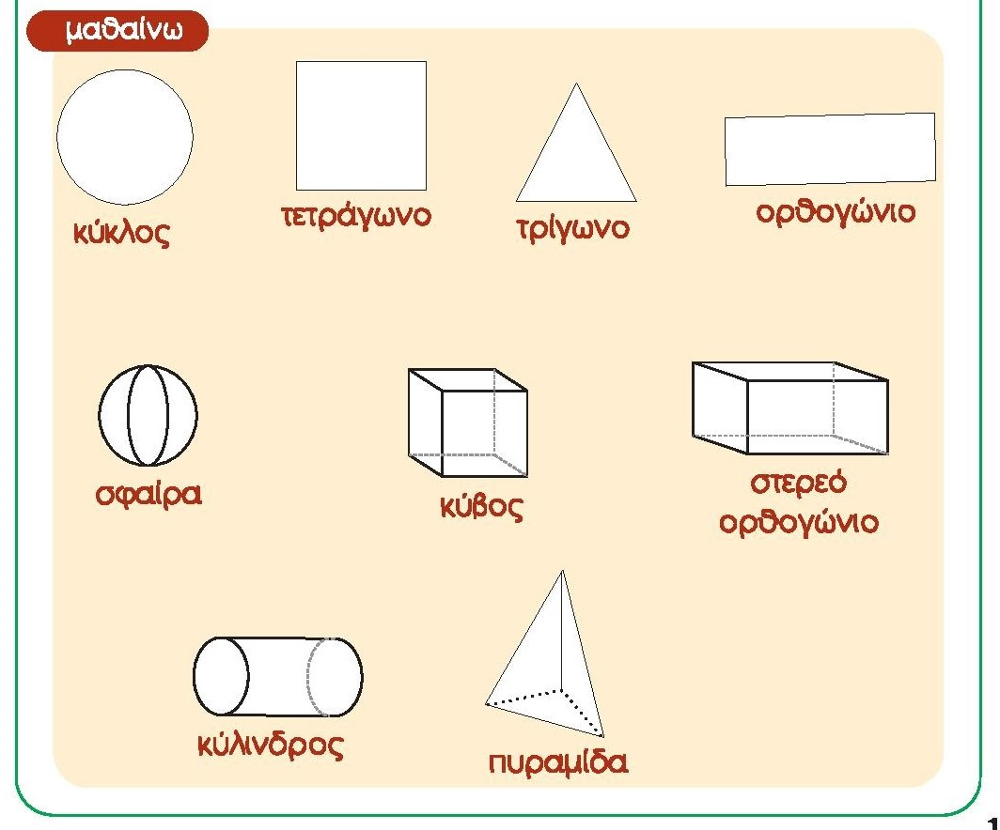 μαθαίνω
κύκλος
τετράγωνο
τρίγωνο
ορθογώνιο
σφαίρα
κύβος
στερεό
ορθογώνιο
κύλινδρος
πυραμίδα